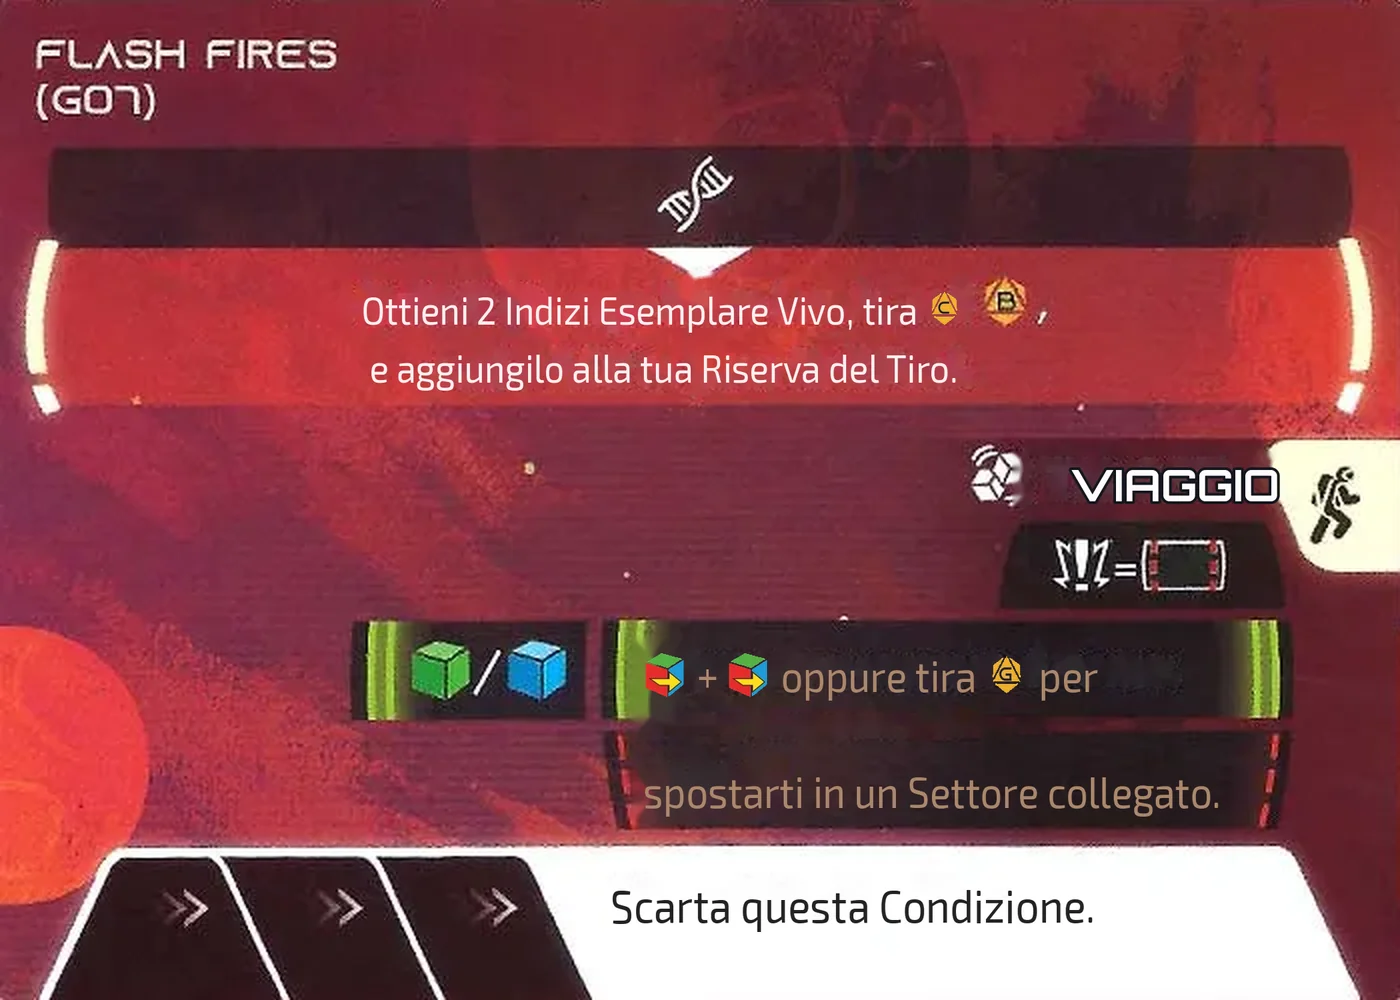 FLASH FIRES
(G07)
Ottieni 2 Indizi Esemplare Vivo, tira C B ,
e aggiungilo alla tua Riserva del Tiro.
VIAGGIO
! =
/ + oppure tira G per
spostarti in un Settore collegato.
Scarta questa Condizione.